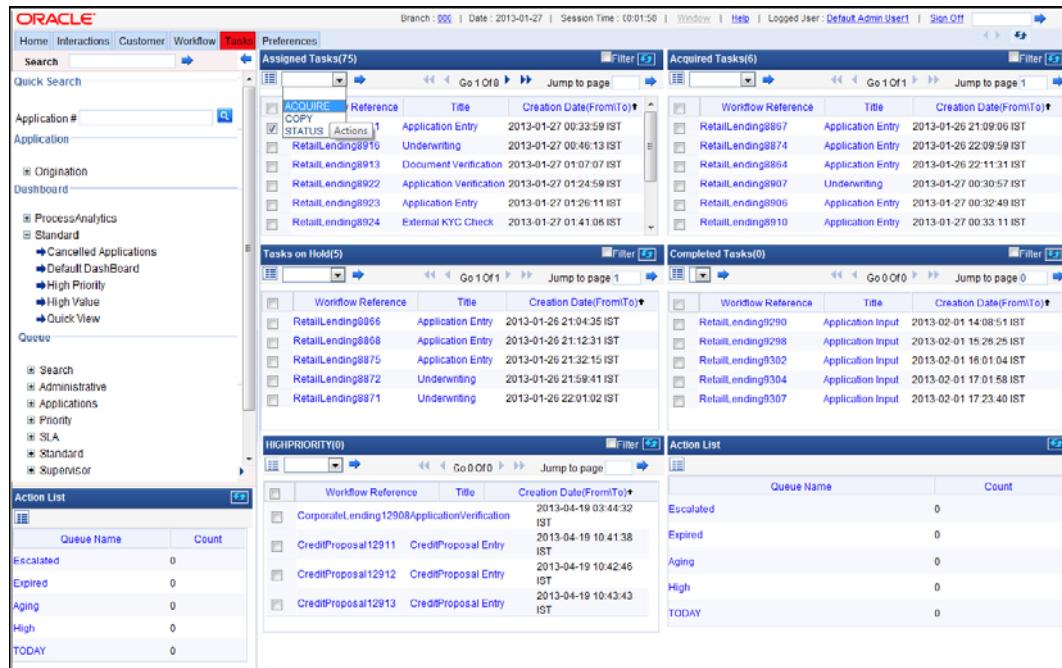 ORACLE
Branch : 000 | Date : 2013-01-27 | Session Time : 00:01:50 | Window | Help | Logged User : Default Admin User1 | Sign Off
Home Interactions Customer Workflow Tasks Preferences
Search
Quick Search
Application #
Application
Origination
Dashboard
ProcessAnalytics
Standard
Cancelled Applications
Default DashBoard
High Priority
High Value
Quick View
Queue
Search
Administrative
Applications
Priority
SLA
Standard
Supervisor
Action List
Queue Name Count
Escalated 0
Expired 0
Aging 0
High 0
TODAY 0
Assigned Tasks(75) Filter
Go 1 Of 8 Jump to page
ACQUIRE
COPY
STATUS Actions
Reference Title Creation Date(From\To)
1 Application Entry 2013-01-27 00:33:59 IST
RetailLending8916 Underwriting 2013-01-27 00:46:13 IST
RetailLending8913 Document Verification 2013-01-27 01:07:07 IST
RetailLending8922 Application Verification 2013-01-27 01:24:59 IST
RetailLending8923 Application Entry 2013-01-27 01:26:11 IST
RetailLending8924 External KYC Check 2013-01-27 01:41:06 IST
Acquired Tasks(6) Filter
Go 1 Of 1 Jump to page 1
Workflow Reference Title Creation Date(From\To)
RetailLending8867 Application Entry 2013-01-26 21:09:06 IST
RetailLending8874 Application Entry 2013-01-26 22:09:59 IST
RetailLending8864 Application Entry 2013-01-26 22:11:31 IST
RetailLending8907 Underwriting 2013-01-27 00:30:57 IST
RetailLending8906 Application Entry 2013-01-27 00:32:49 IST
RetailLending8910 Application Entry 2013-01-27 00:33:11 IST
Tasks on Hold(5) Filter
Go 1 Of 1 Jump to page 1
Workflow Reference Title Creation Date(From\To)
RetailLending8866 Application Entry 2013-01-26 21:04:35 IST
RetailLending8868 Application Entry 2013-01-26 21:12:31 IST
RetailLending8875 Application Entry 2013-01-26 21:32:15 IST
RetailLending8872 Underwriting 2013-01-26 21:59:41 IST
RetailLending8871 Underwriting 2013-01-26 22:01:02 IST
Completed Tasks(0) Filter
Go 0 Of 0 Jump to page 0
Workflow Reference Title Creation Date(From\To)
RetailLending9290 Application Input 2013-02-01 14:08:51 IST
RetailLending9298 Application Input 2013-02-01 15:26:25 IST
RetailLending9302 Application Input 2013-02-01 16:01:04 IST
RetailLending9304 Application Input 2013-02-01 17:01:58 IST
RetailLending9307 Application Input 2013-02-01 17:23:40 IST
HIGHPRIORITY(0) Filter
Go 0 Of 0 Jump to page
Workflow Reference Title Creation Date(From\To)
CorporateLending12908 ApplicationVerification 2013-04-19 03:44:32 IST
CreditProposal12911 CreditProposal Entry 2013-04-19 10:41:38 IST
CreditProposal12912 CreditProposal Entry 2013-04-19 10:42:46 IST
CreditProposal12913 CreditProposal Entry 2013-04-19 10:43:43 IST
Action List
Queue Name Count
Escalated 0
Expired 0
Aging 0
High 0
TODAY 0